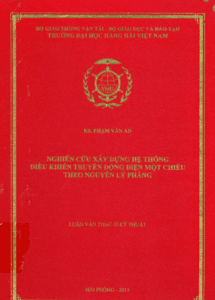 BỘ GIAO THÔNG VẬN TẢI - BỘ GIÁO DỤC VÀ ĐÀO TẠO
TRƯỜNG ĐẠI HỌC HÀNG HẢI VIỆT NAM
KS. PHẠM VĂN AN
NGHIÊN CỨU XÂY DỰNG HỆ THỐNG
ĐIỀU KHIỂN TRUYỀN ĐỘNG ĐIỆN MỘT CHIỀU
THEO NGUYÊN LÝ PHẲNG
LUẬN VĂN THẠC SĨ KỸ THUẬT
HẢI PHÒNG - 2015